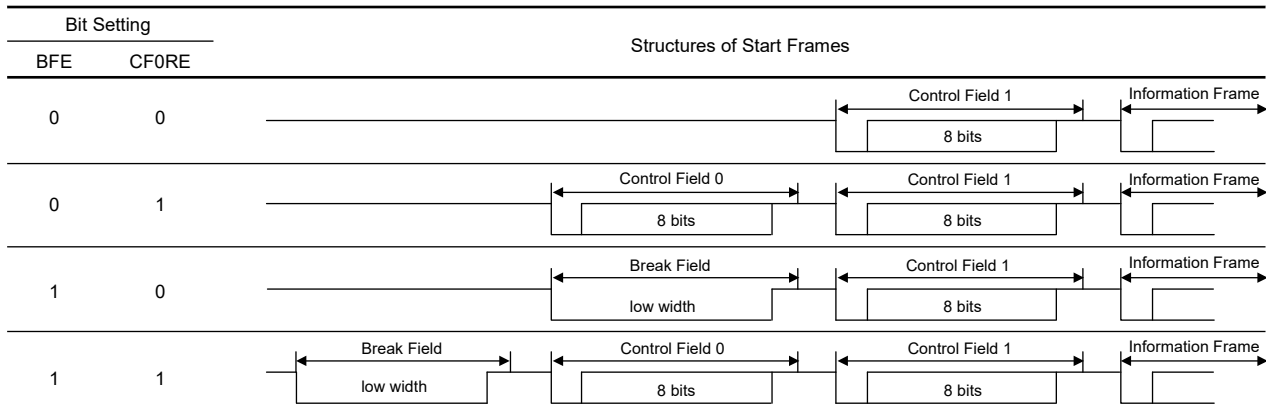 Bit Setting
Structures of Start Frames
BFE CF0RE
0 0 Control Field 1 Information Frame
8 bits
0 1 Control Field 0 Control Field 1 Information Frame
8 bits 8 bits
1 0 Break Field Control Field 1 Information Frame
low width 8 bits
1 1 Break Field Control Field 0 Control Field 1 Information Frame
low width 8 bits 8 bits